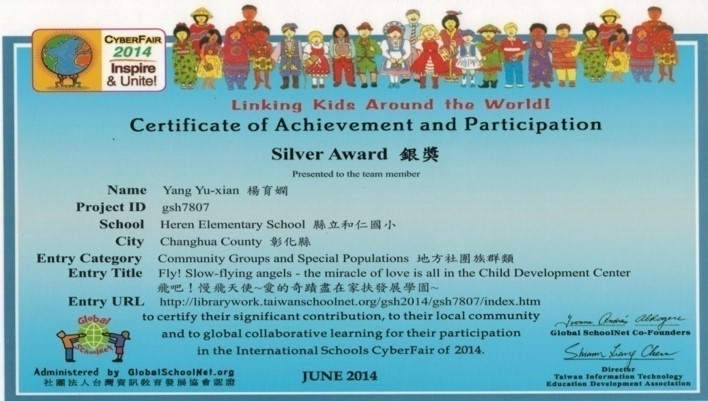 CYBERFAIR
2014
Inspire
& Unite!
Linking Kids Around the World!
Certificate of Achievement and Participation
Silver Award 銀獎
Presented to the team member
Name Yang Yu-xian 楊育嫻
Project ID gsh7807
School Heren Elementary School 縣立和仁國小
City Changhua County 彰化縣
Entry Category Community Groups and Special Populations 地方社團族群類
Entry Title Fly! Slow-flying angels - the miracle of love is all in the Child Development Center
飛吧！慢飛天使~愛的奇蹟盡在家扶發展學園~
Entry URL http://librarywork.taiwanschoolnet.org/gsh2014/gsh7807/index.htm
to certify their significant contribution, to their local community
and to global collaborative learning for their participation
in the International Schools CyberFair of 2014.
Global
SchoolNet
Administered by GlobalSchoolNet.org
社團法人台灣資訊教育發展協會認證
JUNE 2014
Yvonne Andrés
Global SchoolNet Co-Founders
Director
Taiwan Information Technology
Education Development Association